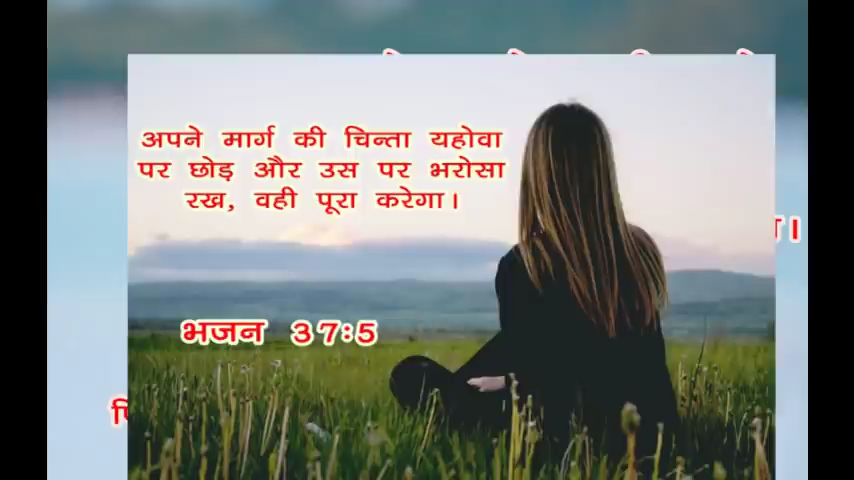 अपने मार्ग की चिन्ता यहोवा
पर छोड़ और उस पर भरोसा
रख, वही पूरा करेगा।
भजन 37:5